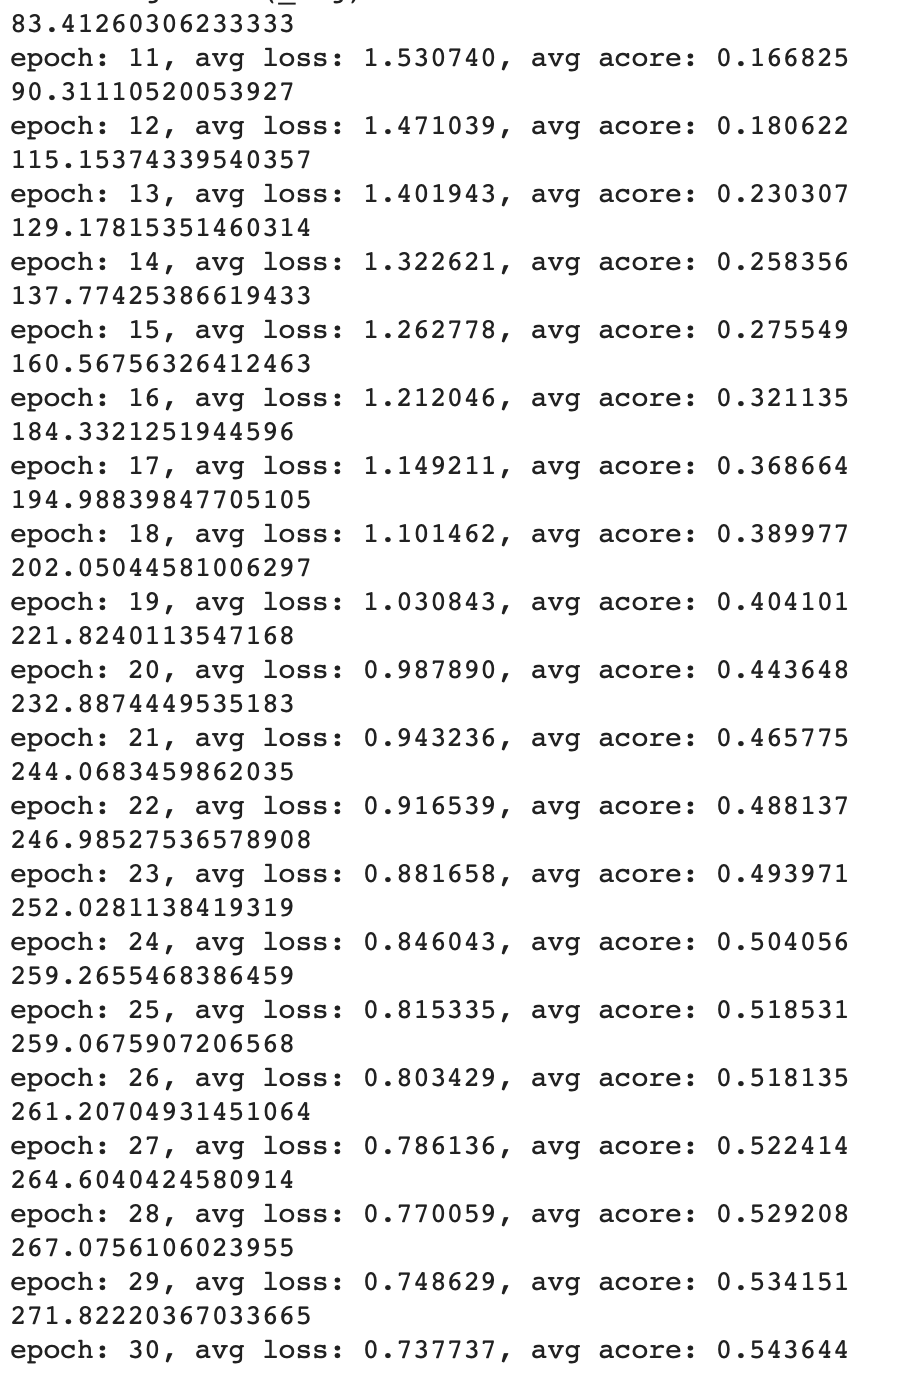 83.41260306233333
epoch: 11, avg loss: 1.530740, avg acore: 0.166825
90.31110520053927
epoch: 12, avg loss: 1.471039, avg acore: 0.180622
115.15374339540357
epoch: 13, avg loss: 1.401943, avg acore: 0.230307
129.17815351460314
epoch: 14, avg loss: 1.322621, avg acore: 0.258356
137.77425386619433
epoch: 15, avg loss: 1.262778, avg acore: 0.275549
160.56756326412463
epoch: 16, avg loss: 1.212046, avg acore: 0.321135
184.3321251944596
epoch: 17, avg loss: 1.149211, avg acore: 0.368664
194.98839847705105
epoch: 18, avg loss: 1.101462, avg acore: 0.389977
202.05044581006297
epoch: 19, avg loss: 1.030843, avg acore: 0.404101
221.8240113547168
epoch: 20, avg loss: 0.987890, avg acore: 0.443648
232.8874449535183
epoch: 21, avg loss: 0.943236, avg acore: 0.465775
244.0683459862035
epoch: 22, avg loss: 0.916539, avg acore: 0.488137
246.98527536578908
epoch: 23, avg loss: 0.881658, avg acore: 0.493971
252.0281138419319
epoch: 24, avg loss: 0.846043, avg acore: 0.504056
259.2655468386459
epoch: 25, avg loss: 0.815335, avg acore: 0.518531
259.0675907206568
epoch: 26, avg loss: 0.803429, avg acore: 0.518135
261.20704931451064
epoch: 27, avg loss: 0.786136, avg acore: 0.522414
264.6040424580914
epoch: 28, avg loss: 0.770059, avg acore: 0.529208
267.0756106023955
epoch: 29, avg loss: 0.748629, avg acore: 0.534151
271.82220367033665
epoch: 30, avg loss: 0.737737, avg acore: 0.543644